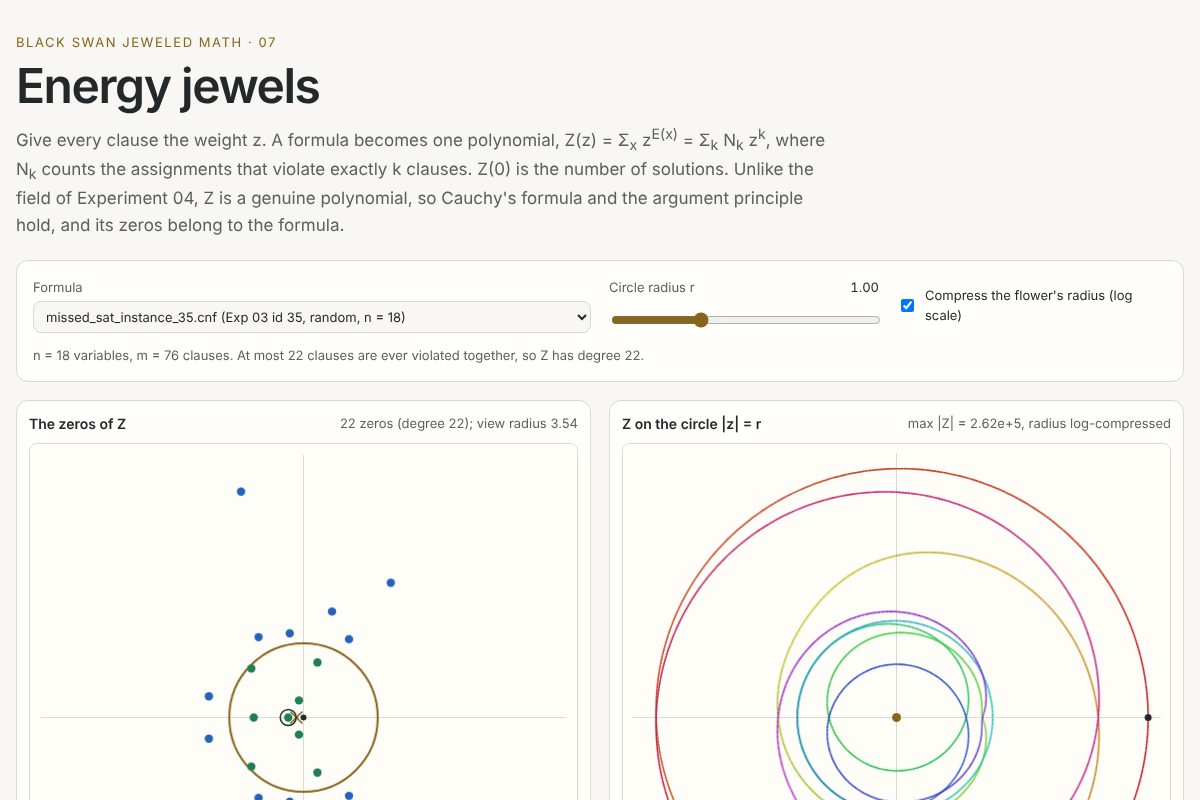 BLACK SWAN JEWELED MATH · 07
Energy jewels
Give every clause the weight z. A formula becomes one polynomial, Z(z) = Σx z^E(x) = Σk Nk z^k, where
Nk counts the assignments that violate exactly k clauses. Z(0) is the number of solutions. Unlike the
field of Experiment 04, Z is a genuine polynomial, so Cauchy's formula and the argument principle
hold, and its zeros belong to the formula.
Formula
Circle radius r
1.00
missed_sat_instance_35.cnf (Exp 03 id 35, random, n = 18)
Compress the flower's radius (log
scale)
n = 18 variables, m = 76 clauses. At most 22 clauses are ever violated together, so Z has degree 22.
The zeros of Z
22 zeros (degree 22); view radius 3.54
Z on the circle |z| = r
max |Z| = 2.62e+5, radius log-compressed